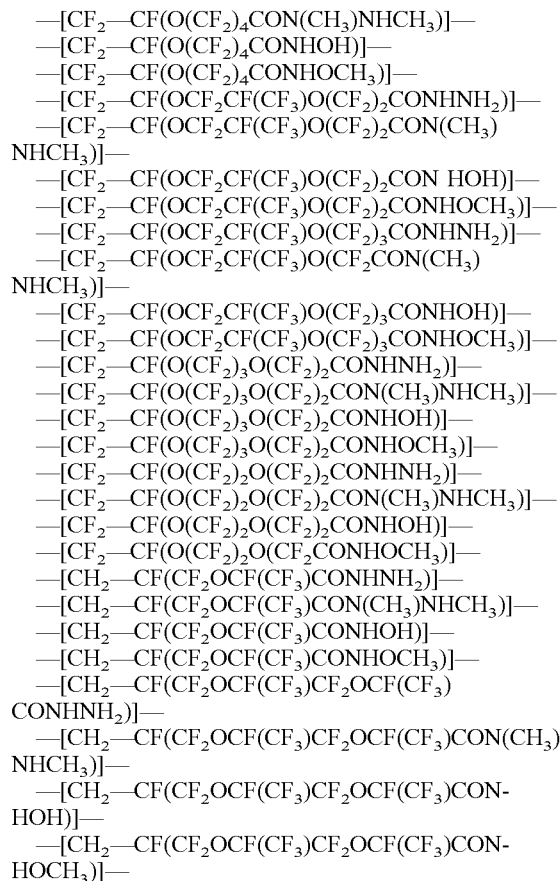 —[CF₂—CF(O(CF₂)₄CON(CH₃)NHCH₃)]—
—[CF₂—CF(O(CF₂)₄CONHOH)]—
—[CF₂—CF(O(CF₂)₄CONHOCH₃)]—
—[CF₂—CF(OCF₂CF(CF₃)O(CF₂)₂CONHNH₂)]—
—[CF₂—CF(OCF₂CF(CF₃)O(CF₂)₂CON(CH₃)
NHCH₃)]—
—[CF₂—CF(OCF₂CF(CF₃)O(CF₂)₂CON HOH)]—
—[CF₂—CF(OCF₂CF(CF₃)O(CF₂)₂CONHOCH₃)]—
—[CF₂—CF(OCF₂CF(CF₃)O(CF₂)₃CONHNH₂)]—
—[CF₂—CF(OCF₂CF(CF₃)O(CF₂CON(CH₃)
NHCH₃)]—
—[CF₂—CF(OCF₂CF(CF₃)O(CF₂)₃CONHOH)]—
—[CF₂—CF(OCF₂CF(CF₃)O(CF₂)₃CONHOCH₃)]—
—[CF₂—CF(O(CF₂)₃O(CF₂)₂CONHNH₂)]—
—[CF₂—CF(O(CF₂)₃O(CF₂)₂CON(CH₃)NHCH₃)]—
—[CF₂—CF(O(CF₂)₃O(CF₂)₂CONHOH)]—
—[CF₂—CF(O(CF₂)₃O(CF₂)₂CONHOCH₃)]—
—[CF₂—CF(O(CF₂)₂O(CF₂)₂CONHNH₂)]—
—[CF₂—CF(O(CF₂)₂O(CF₂)₂CON(CH₃)NHCH₃)]—
—[CF₂—CF(O(CF₂)₂O(CF₂)₂CONHOH)]—
—[CF₂—CF(O(CF₂)₂O(CF₂CONHOCH₃)]—
—[CH₂—CF(CF₂OCF(CF₃)CONHNH₂)]—
—[CH₂—CF(CF₂OCF(CF₃)CON(CH₃)NHCH₃)]—
—[CH₂—CF(CF₂OCF(CF₃)CONHOH)]—
—[CH₂—CF(CF₂OCF(CF₃)CONHOCH₃)]—
—[CH₂—CF(CF₂OCF(CF₃)CF₂OCF(CF₃)
CONHNH₂)]—
—[CH₂—CF(CF₂OCF(CF₃)CF₂OCF(CF₃)CON(CH₃)
NHCH₃)]—
—[CH₂—CF(CF₂OCF(CF₃)CF₂OCF(CF₃)CON-
HOH)]—
—[CH₂—CF(CF₂OCF(CF₃)CF₂OCF(CF₃)CON-
HOCH₃)]—